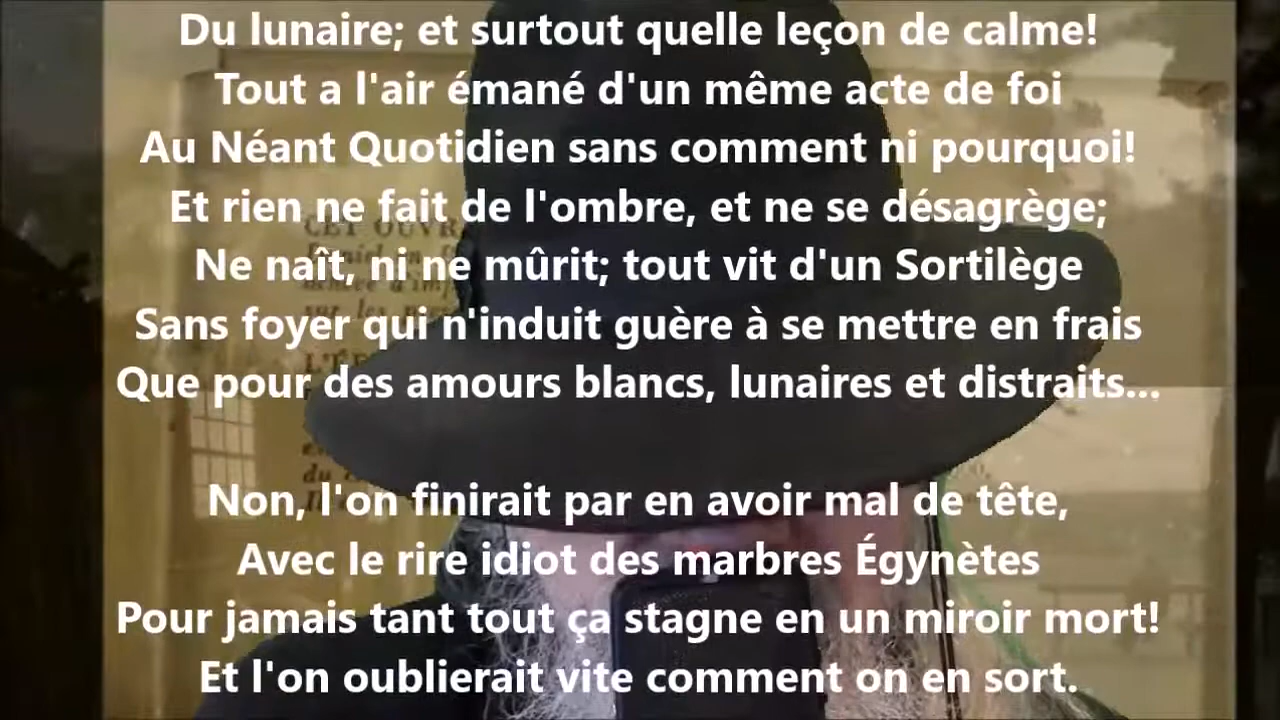 Du lunaire; et surtout quelle leçon de calme!
Tout a l'air émané d'un même acte de foi
Au Néant Quotidien sans comment ni pourquoi!
Et rien ne fait de l'ombre, et ne se désagrège;
Ne naît, ni ne mûrit; tout vit d'un Sortilège
Sans foyer qui n'induit guère à se mettre en frais
Que pour des amours blancs, lunaires et distraits...
Non, l'on finirait par en avoir mal de tête,
Avec le rire idiot des marbres Égynètes
Pour jamais tant tout ça stagne en un miroir mort!
Et l'on oublierait vite comment on en sort.
CET OUVR